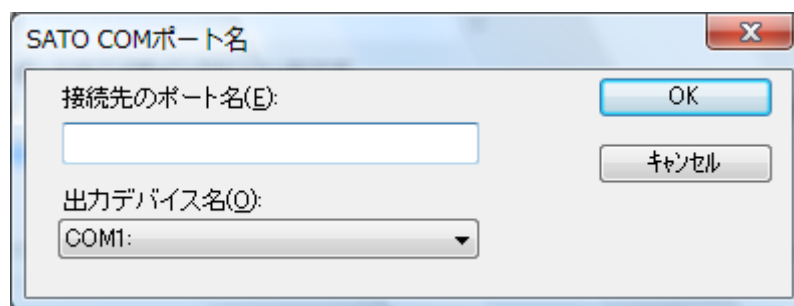 SATO COMポート名
接続先のポート名(E):
OK
キャンセル
出力デバイス名(O):
COM1: